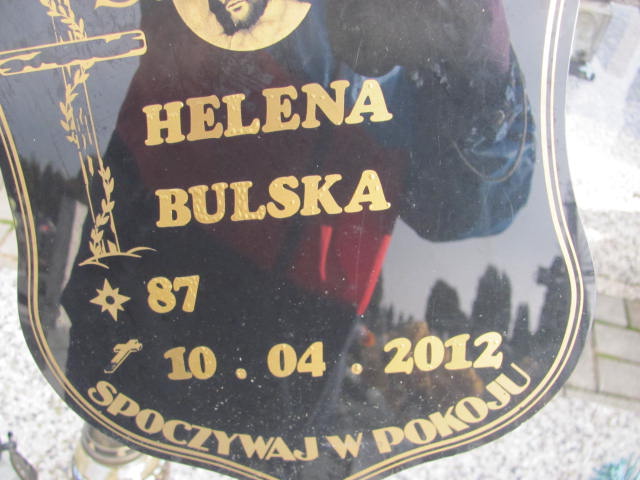 HELENA
BULSKA
87
10 . 04 . 2012
SPOCZYWAJ W POKOJU